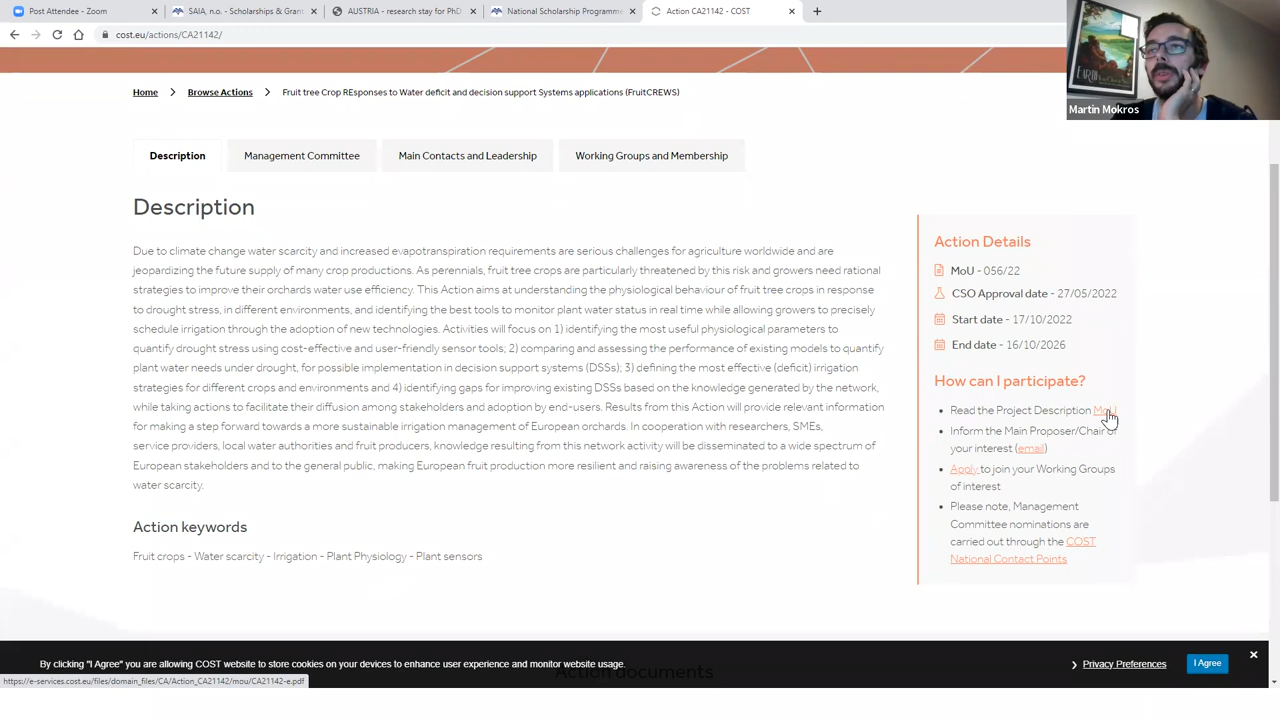 Post Attendee - Zoom
SAIA, n.o. - Scholarships & Grant
AUSTRIA - research stay for PhD
National Scholarship Programme
Action CA21142 - COST
cost.eu/actions/CA21142/
EARTH
Martin Mokros
Home > Browse Actions > Fruit tree Crop REsponses to Water deficit and decision support Systems applications (FruitCREWS)
Description Management Committee Main Contacts and Leadership Working Groups and Membership
Description
Due to climate change water scarcity and increased evapotranspiration requirements are serious challenges for agriculture worldwide and are
jeopardizing the future supply of many crop productions. As perennials, fruit tree crops are particularly threatened by this risk and growers need rational
strategies to improve their orchards water use efficiency. This Action aims at understanding the physiological behaviour of fruit tree crops in response
to drought stress, in different environments, and identifying the best tools to monitor plant water status in real time while allowing growers to precisely
schedule irrigation through the adoption of new technologies. Activities will focus on 1) identifying the most useful physiological parameters to
quantify drought stress using cost-effective and user-friendly sensor tools; 2) comparing and assessing the performance of existing models to quantify
plant water needs under drought, for possible implementation in decision support systems (DSSs); 3) defining the most effective (deficit) irrigation
strategies for different crops and environments and 4) identifying gaps for improving existing DSSs based on the knowledge generated by the network,
while taking actions to facilitate their diffusion among stakeholders and adoption by end-users. Results from this Action will provide relevant information
for making a step forward towards a more sustainable irrigation management of European orchards. In cooperation with researchers, SMEs,
service providers, local water authorities and fruit producers, knowledge resulting from this network activity will be disseminated to a wide spectrum of
European stakeholders and to the general public, making European fruit production more resilient and raising awareness of the problems related to
water scarcity.
Action keywords
Fruit crops - Water scarcity - Irrigation - Plant Physiology - Plant sensors
Action Details
MoU - 056/22
CSO Approval date - 27/05/2022
Start date - 17/10/2022
End date - 16/10/2026
How can I participate?
Read the Project Description MoU
Inform the Main Proposer/Chair of
your interest (email)
Apply to join your Working Groups
of interest
Please note, Management
Committee nominations are
carried out through the COST
National Contact Points
Action documents
By clicking "I Agree" you are allowing COST website to store cookies on your devices to enhance user experience and monitor website usage.
Privacy Preferences
I Agree
https://e-services.cost.eu/files/domain_files/CA/Action_CA21142/mou/CA21142-e.pdf